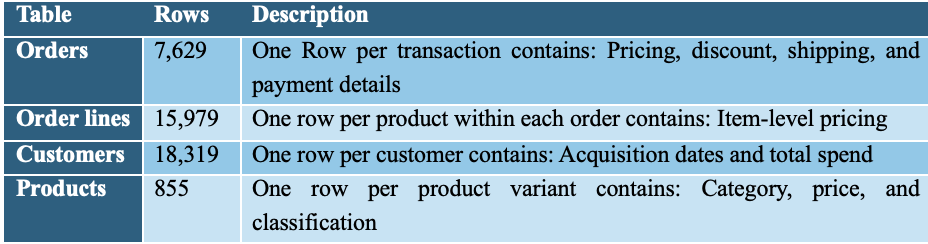 Table Rows Description
Orders 7,629 One Row per transaction contains: Pricing, discount, shipping, and
payment details
Order lines 15,979 One row per product within each order contains: Item-level pricing
Customers 18,319 One row per customer contains: Acquisition dates and total spend
Products 855 One row per product variant contains: Category, price, and
classification